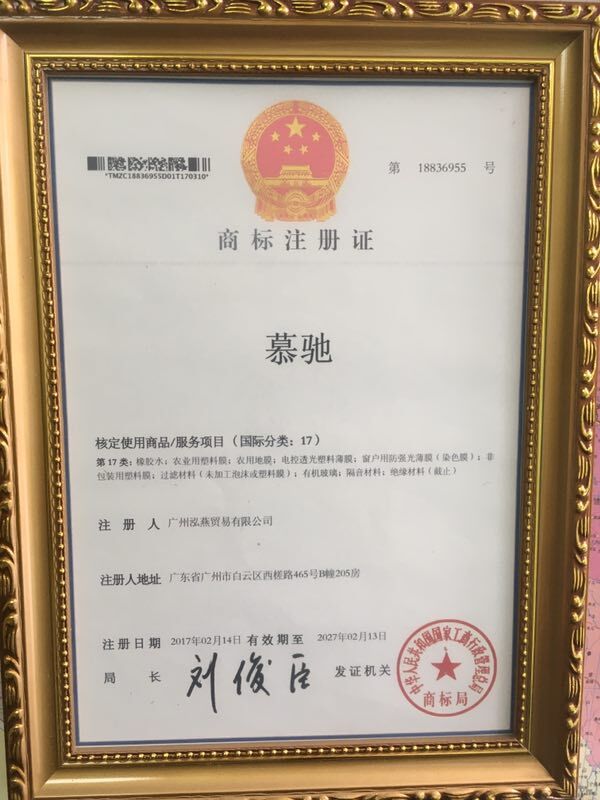 *TMZC18836955D01T170310*
第 18836955 号
商标注册证
慕驰
核定使用商品/服务项目（国际分类：17）
第17类：橡胶水；农业用塑料膜；农用地膜；电控透光塑料薄膜；窗户用防强光薄膜（染色膜）；非
包装用塑料膜；过滤材料（未加工泡沫或塑料膜）；有机玻璃；隔音材料；绝缘材料（截止）
注册人 广州泓燕贸易有限公司
注册人地址 广东省广州市白云区西槎路465号B幢205房
注册日期 2017年02月14日 有效期至 2027年02月13日
局长 刘俊臣 发证机关
中华人民共和国国家工商行政管理总局
商标局